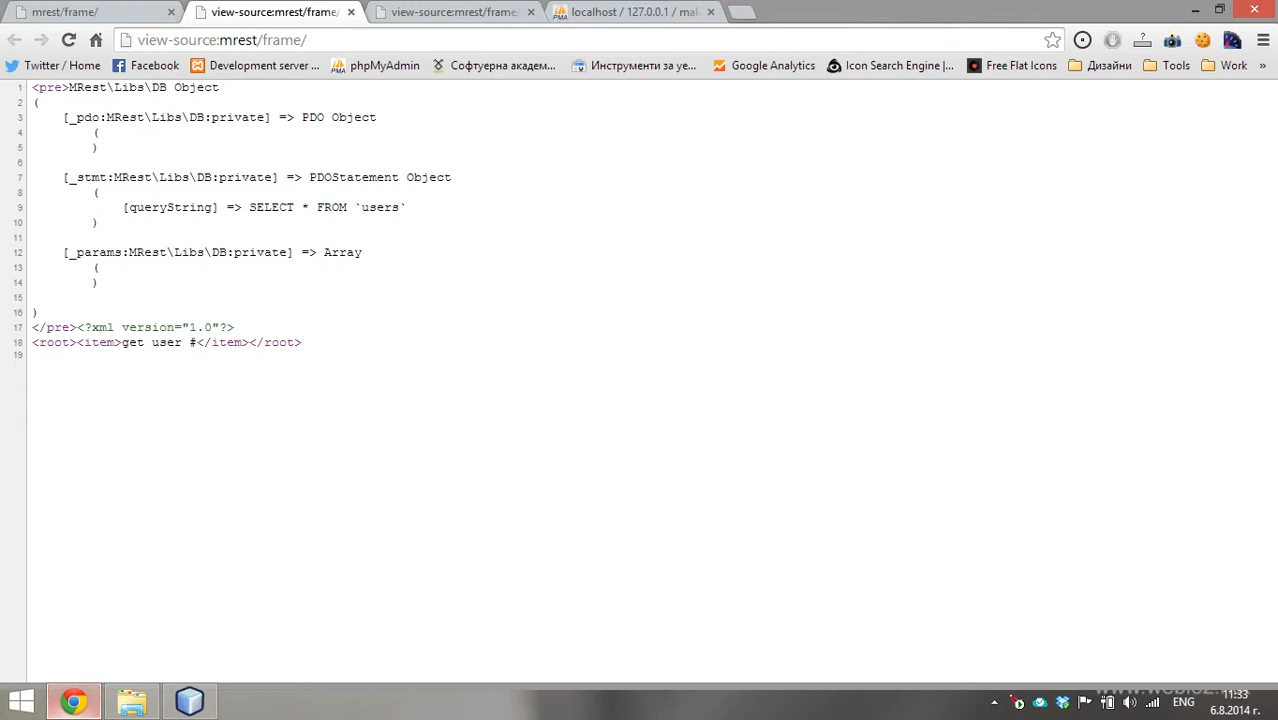 mrest/frame/
view-source:mrest/frame/
view-source:mrest/frame/
localhost / 127.0.0.1 / mai
view-source:mrest/frame/
Twitter / Home
Facebook
Development server ...
phpMyAdmin
Софтуерна академ...
Инструменти за уе...
Google Analytics
Icon Search Engine |...
Free Flat Icons
Дизайни
Tools
Work
»
1 <pre>MRest\Libs\DB Object
2 (
3 [_pdo:MRest\Libs\DB:private] => PDO Object
4 (
5 )
6
7 [_stmt:MRest\Libs\DB:private] => PDOStatement Object
8 (
9 [queryString] => SELECT * FROM `users`
10 )
11
12 [_params:MRest\Libs\DB:private] => Array
13 (
14 )
15
16 )
17 </pre><?xml version="1.0"?>
18 <root><item>get user #</item></root>
19
ENG
11:33
6.8.2014 г.